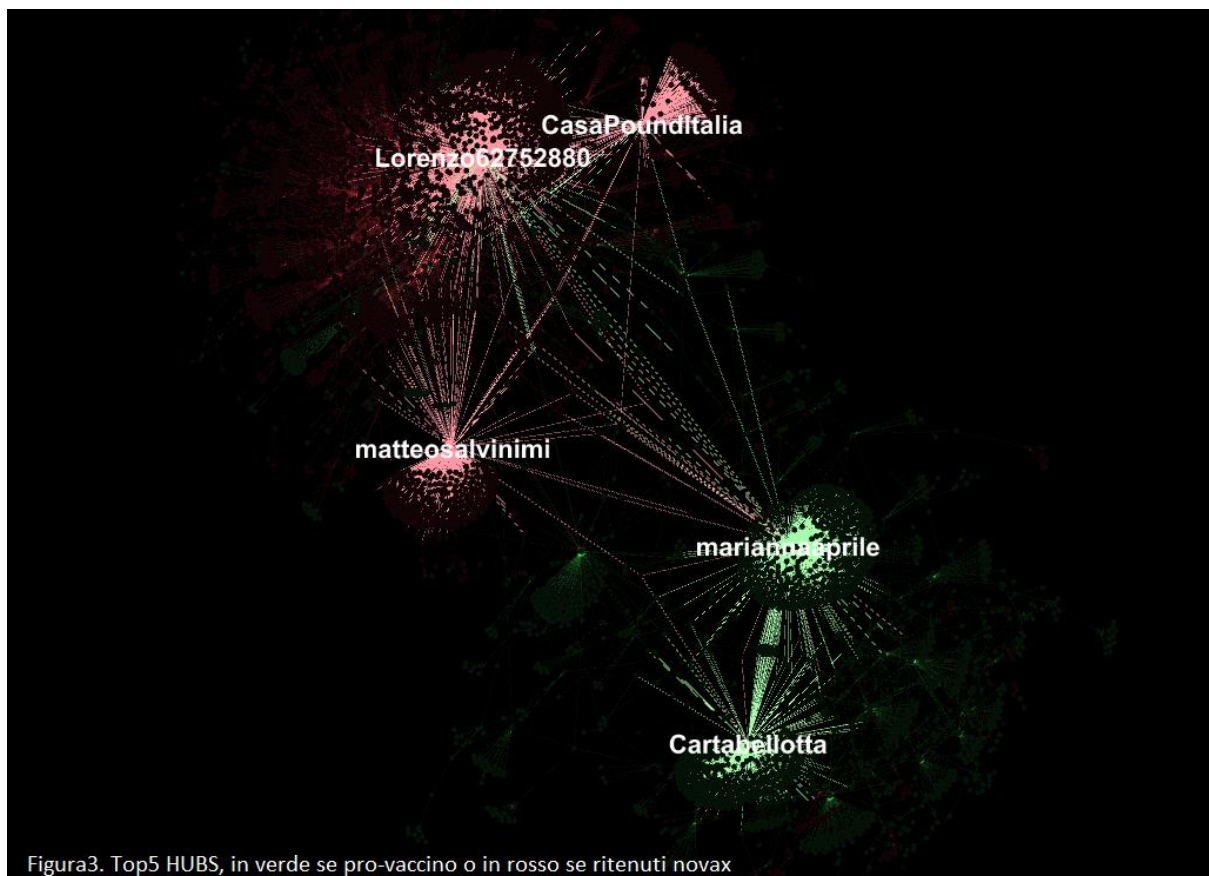 CasaPoundItalia
Lorenzo62752880
matteosalvinimi
mariannaaprile
Cartabellotta
Figura3. Top5 HUBS, in verde se pro-vaccino o in rosso se ritenuti novax